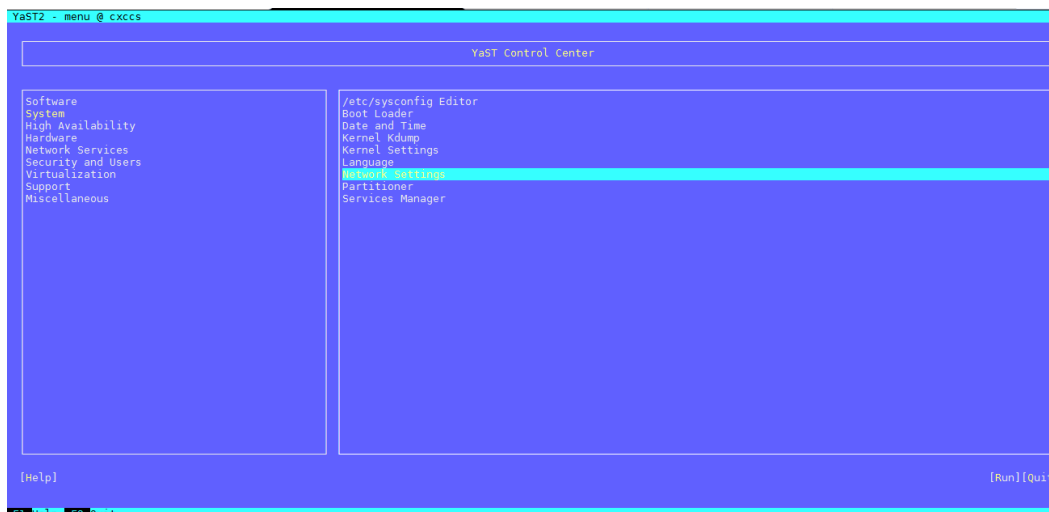 YaST2 - menu @ cxccs
YaST Control Center
Software
System
High Availability
Hardware
Network Services
Security and Users
Virtualization
Support
Miscellaneous
/etc/sysconfig Editor
Boot Loader
Date and Time
Kernel Kdump
Kernel Settings
Language
Network Settings
Partitioner
Services Manager
[Help]
[Run][Qui